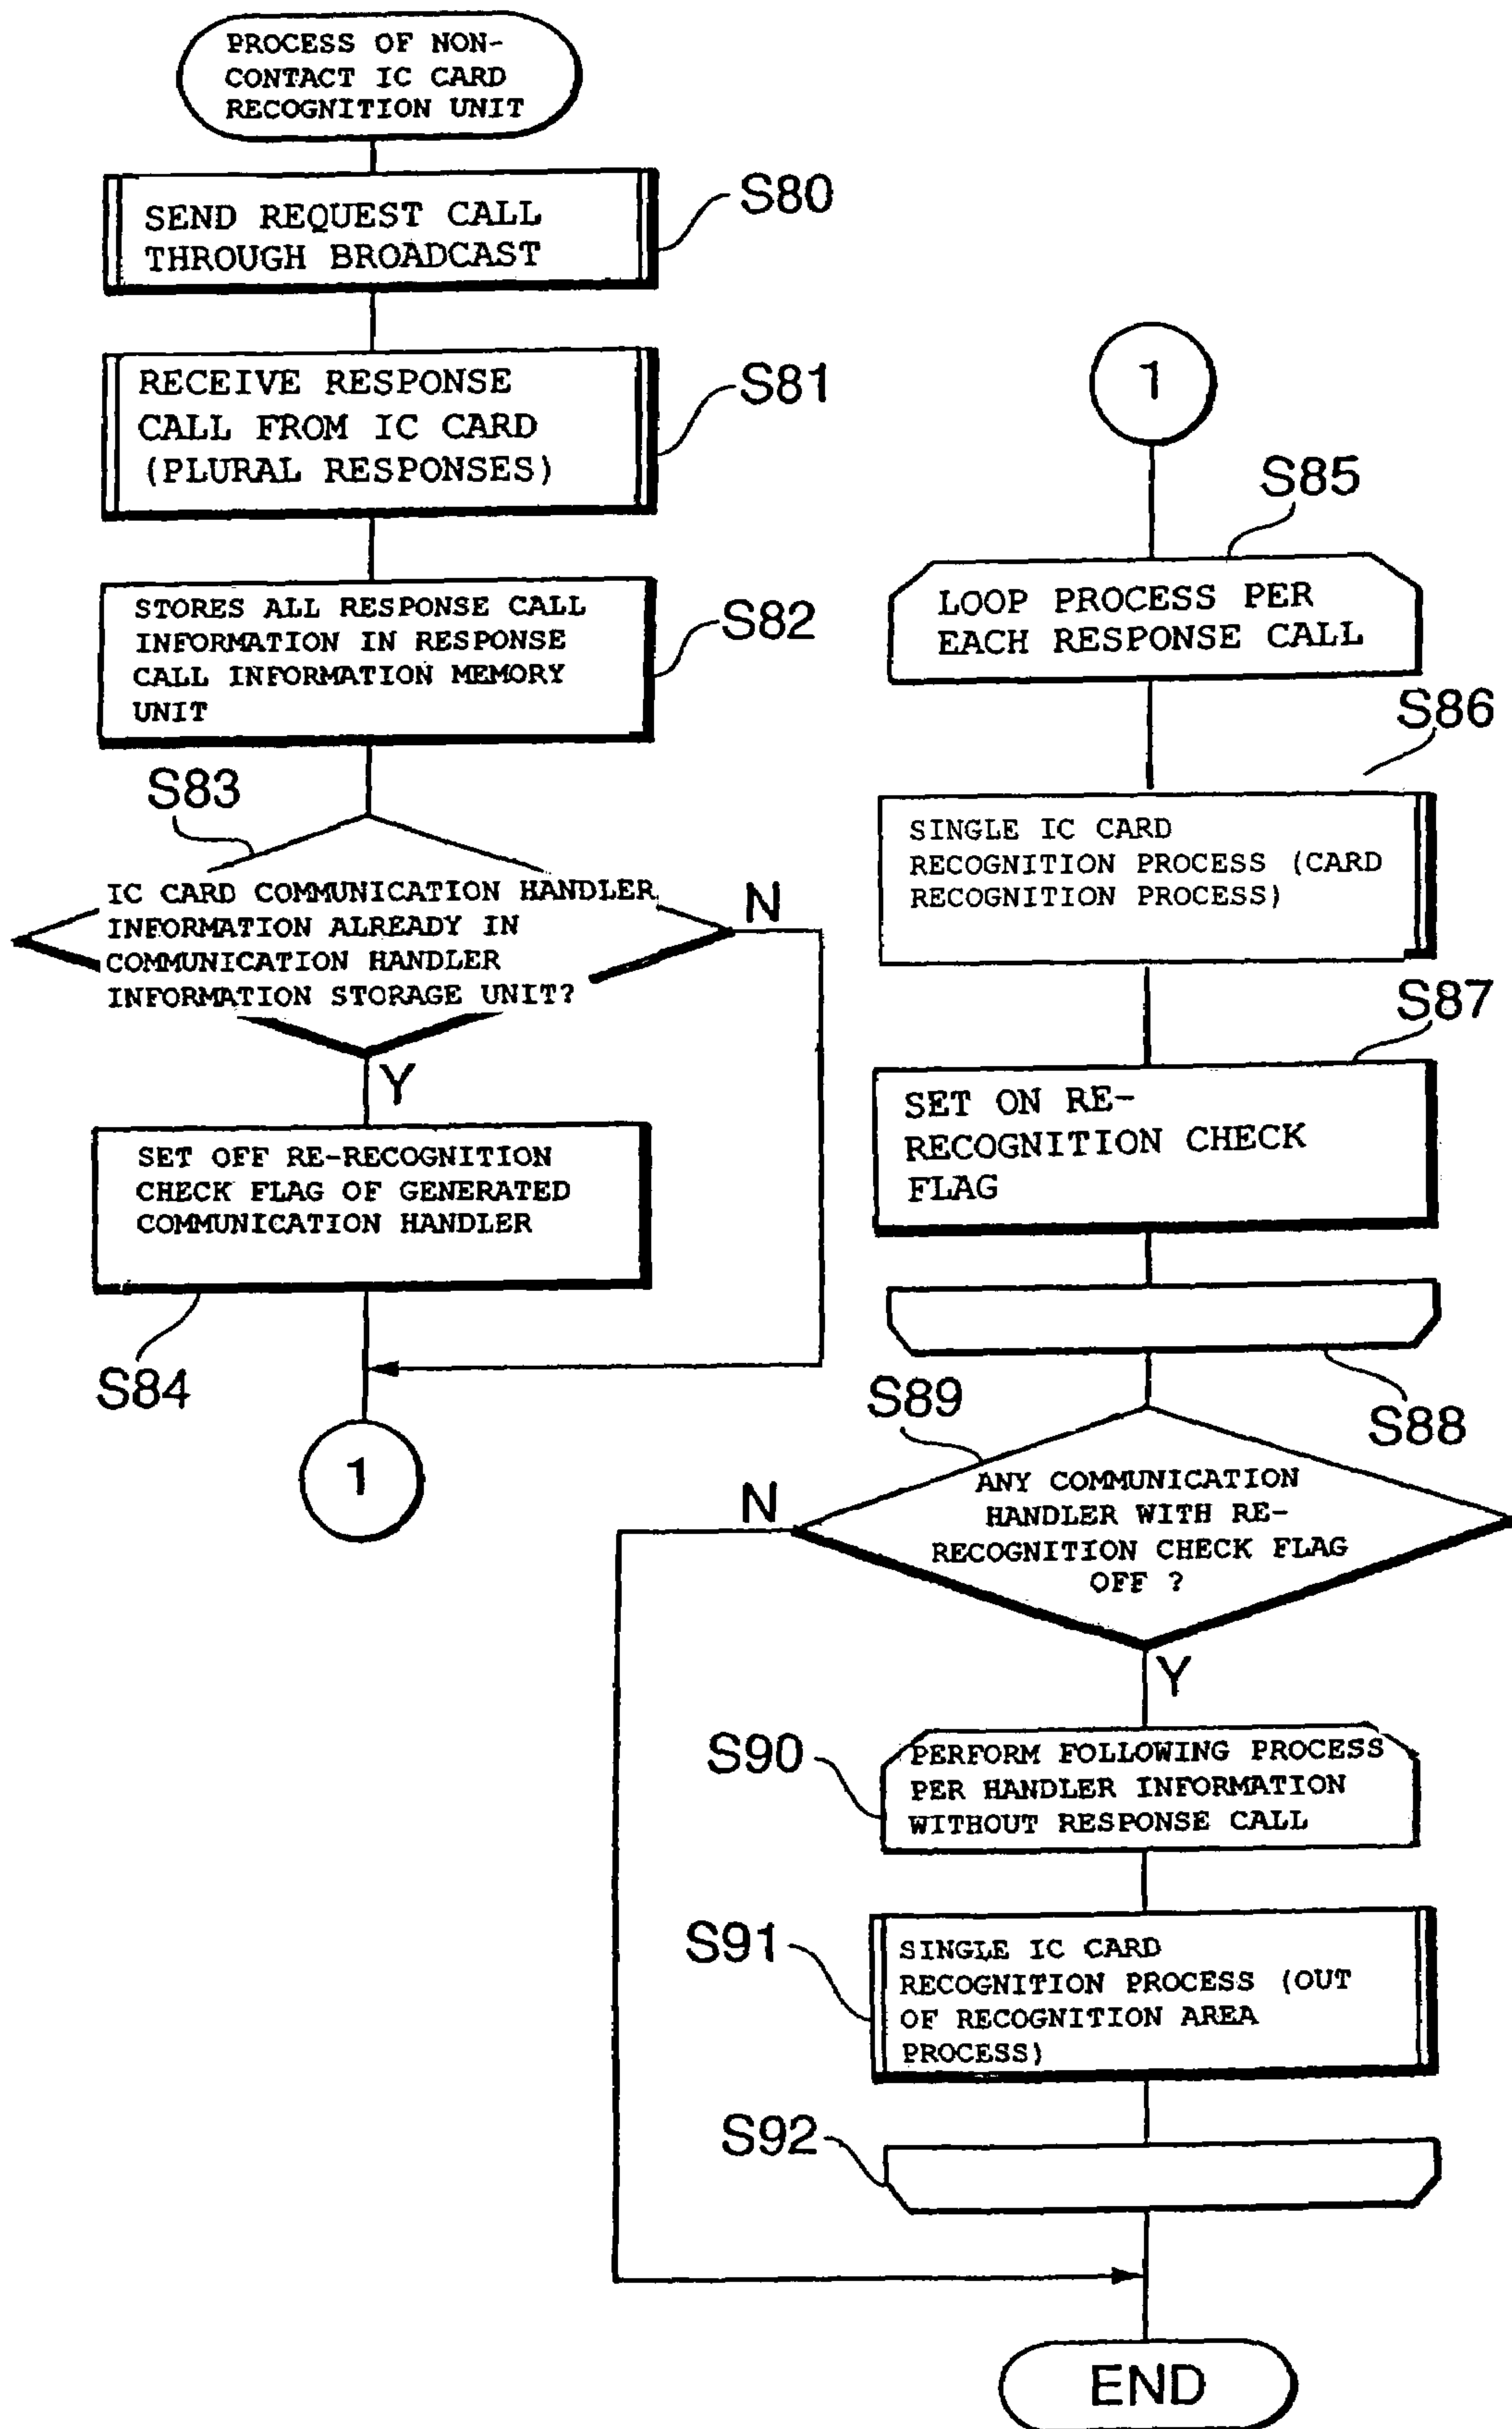 PROCESS OF NON-
CONTACT IC CARD
RECOGNITION UNIT
SEND REQUEST CALL
THROUGH BROADCAST
S80
RECEIVE RESPONSE
CALL FROM IC CARD
(PLURAL RESPONSES)
S81
STORES ALL RESPONSE CALL
INFORMATION IN RESPONSE
CALL INFORMATION MEMORY
UNIT
S82
S83
IC CARD COMMUNICATION HANDLER
INFORMATION ALREADY IN
COMMUNICATION HANDLER
INFORMATION STORAGE UNIT?
N
Y
SET OFF RE-RECOGNITION
CHECK FLAG OF GENERATED
COMMUNICATION HANDLER
S84
1
1
S85
LOOP PROCESS PER
EACH RESPONSE CALL
S86
SINGLE IC CARD
RECOGNITION PROCESS (CARD
RECOGNITION PROCESS)
S87
SET ON RE-
RECOGNITION CHECK
FLAG
S88
S89
ANY COMMUNICATION
HANDLER WITH RE-
RECOGNITION CHECK FLAG
OFF ?
N
Y
S90
PERFORM FOLLOWING PROCESS
PER HANDLER INFORMATION
WITHOUT RESPONSE CALL
S91
SINGLE IC CARD
RECOGNITION PROCESS (OUT
OF RECOGNITION AREA
PROCESS)
S92
END